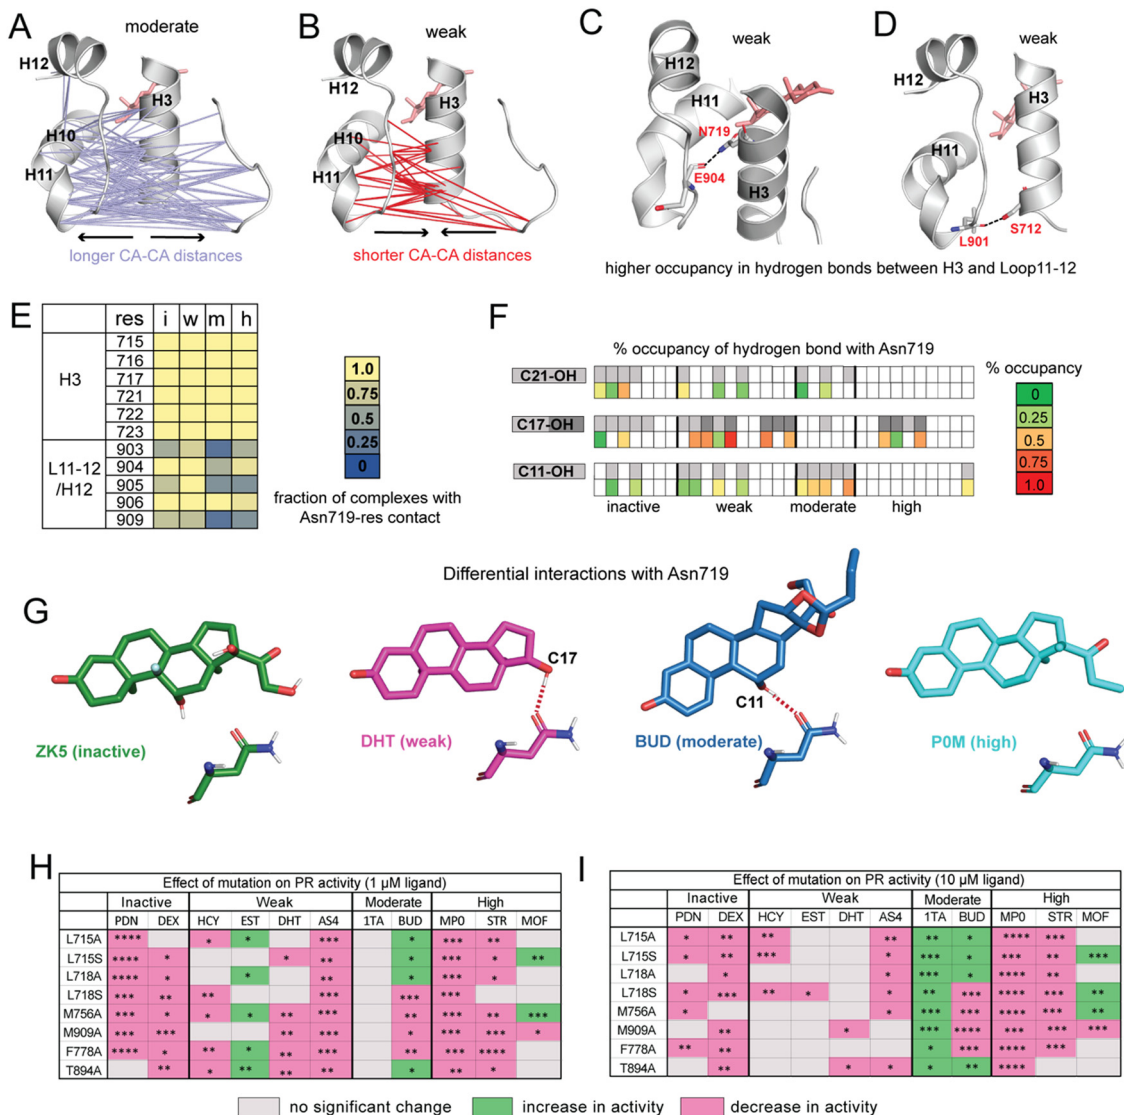 A
moderate
H12
H3
H10
H11
longer CA-CA distances
B
weak
H12
H3
H10
H11
shorter CA-CA distances
C
weak
H12
H11
N719
E904
H3
D
weak
H12
H3
H11
L901
S712
higher occupancy in hydrogen bonds between H3 and Loop11-12
E
res i w m h
H3
715
716
717
721
722
723
L11-12
/H12
903
904
905
906
909
1.0
0.75
0.5
0.25
0
fraction of complexes with
Asn719-res contact
F
% occupancy of hydrogen bond with Asn719
C21-OH
C17-OH
C11-OH
inactive weak moderate high
% occupancy
0
0.25
0.5
0.75
1.0
Differential interactions with Asn719
G
ZK5 (inactive)
C17
DHT (weak)
C11
BUD (moderate)
P0M (high)
H
Effect of mutation on PR activity (1 µM ligand)
Inactive Weak Moderate High
PDN DEX HCY EST DHT AS4 1TA BUD MP0 STR MOF
L715A **** * * *** * *** **
L715S **** * * ** * *** * **
L718A **** * * ** * *** *
L718S *** ** ** *** *** ***
M756A *** * * * ** *** * *** ** ***
M909A *** *** ** *** * *** *** *
F778A **** * ** * ** *** ** *** ****
T894A ** * ** ** ** * ** *
I
Effect of mutation on PR activity (10 µM ligand)
Inactive Weak Moderate High
PDN DEX HCY EST DHT AS4 1TA BUD MP0 STR MOF
L715A * ** ** ** ** * **** ***
L715S * ** *** * *** * *** *** ***
L718A * * *** * **** **
L718S * *** ** * * ** *** **** *** **
M756A * * *** *** **** *** **
M909A ** * *** **** *** *** ***
F778A ** ** * *** **** ***
T894A ** * * * ** ****
no significant change
increase in activity
decrease in activity